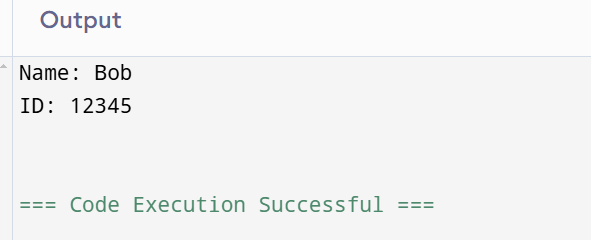 Output
Name: Bob
ID: 12345
=== Code Execution Successful ===